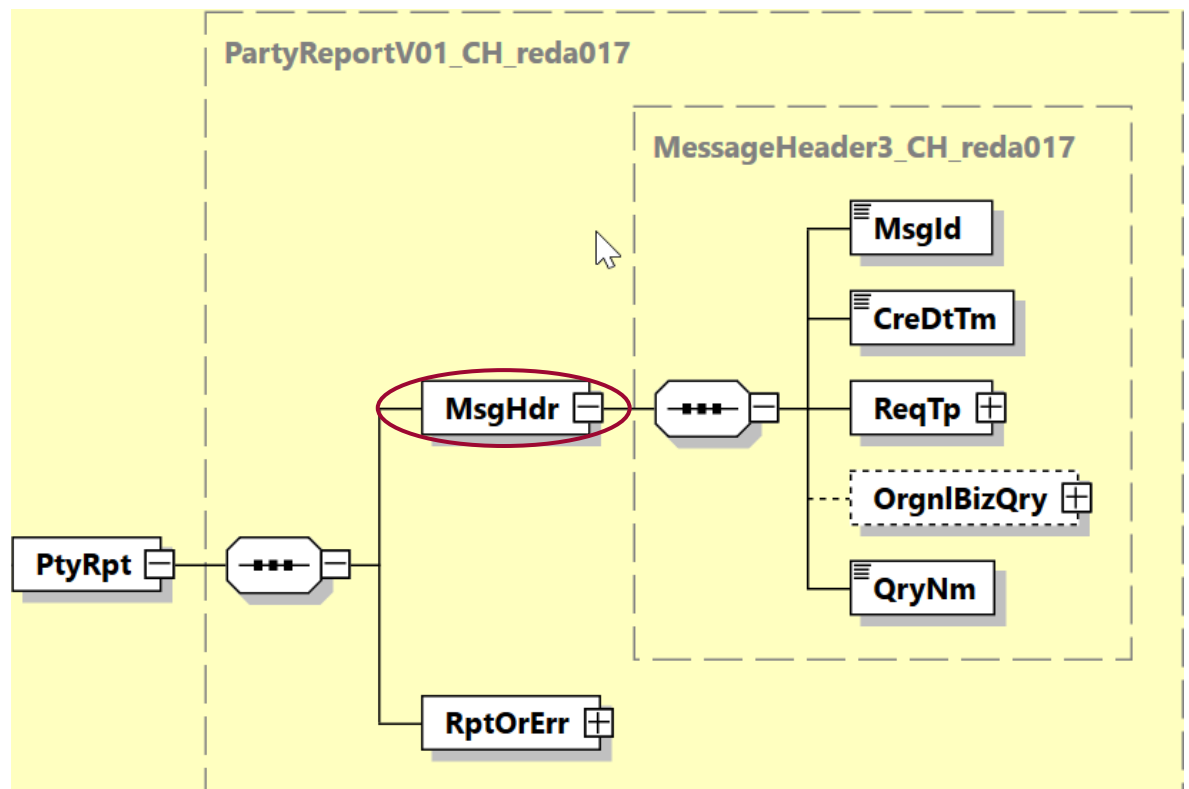 PartyReportV01_CH_reda017
MessageHeader3_CH_reda017
MsgId
CreDtTm
MsgHdr
ReqTp
OrgnlBizQry
PtyRpt
QryNm
RptOrErr